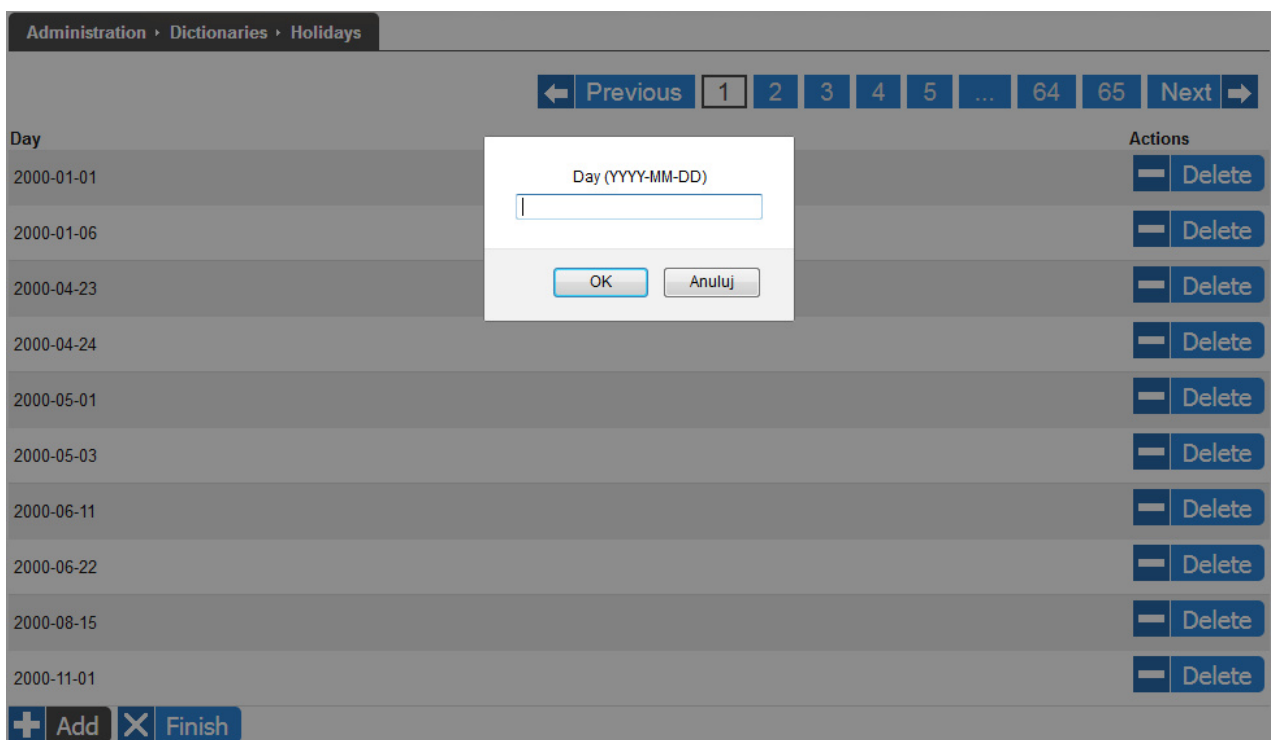 Administration ‣ Dictionaries ‣ Holidays
Previous 1 2 3 4 5 ... 64 65 Next
Day Actions
2000-01-01 Delete
2000-01-06 Delete
2000-04-23 Delete
2000-04-24 Delete
2000-05-01 Delete
2000-05-03 Delete
2000-06-11 Delete
2000-06-22 Delete
2000-08-15 Delete
2000-11-01 Delete
Add Finish
Day (YYYY-MM-DD)
OK Anuluj